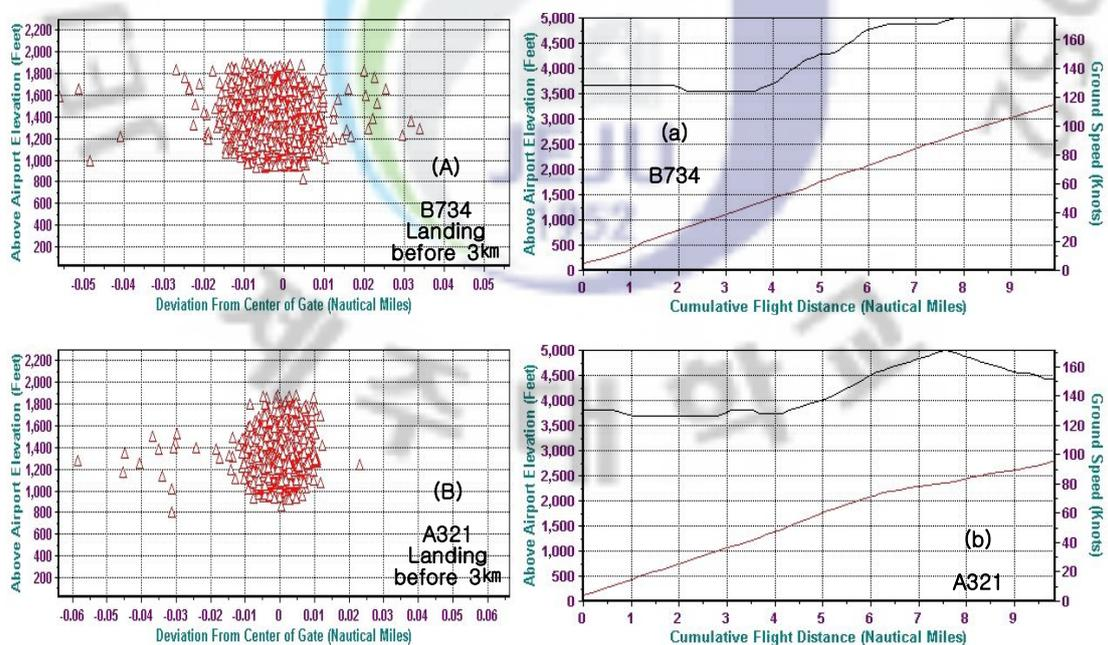 Above Airport Elevation (Feet)
2,200
2,000
1,800
1,600
1,400
1,200
1,000
800
600
400
200
-0.05 -0.04 -0.03 -0.02 -0.01 0 0.01 0.02 0.03 0.04 0.05
Deviation From Center of Gate (Nautical Miles)
(A)
B734
Landing
before 3km
Above Airport Elevation (Feet)
5,000
4,500
4,000
3,500
3,000
2,500
2,000
1,500
1,000
500
0
0 1 2 3 4 5 6 7 8 9
Cumulative Flight Distance (Nautical Miles)
160
140
120
100
80
60
40
20
0
Ground Speed (Knots)
(a)
B734
JEJU
1952
Above Airport Elevation (Feet)
2,200
2,000
1,800
1,600
1,400
1,200
1,000
800
600
400
200
-0.06 -0.05 -0.04 -0.03 -0.02 -0.01 0 0.01 0.02 0.03 0.04 0.05 0.06
Deviation From Center of Gate (Nautical Miles)
(B)
A321
Landing
before 3km
Above Airport Elevation (Feet)
5,000
4,500
4,000
3,500
3,000
2,500
2,000
1,500
1,000
500
0
0 1 2 3 4 5 6 7 8 9
Cumulative Flight Distance (Nautical Miles)
160
140
120
100
80
60
40
20
0
Ground Speed (Knots)
(b)
A321
제주대학교